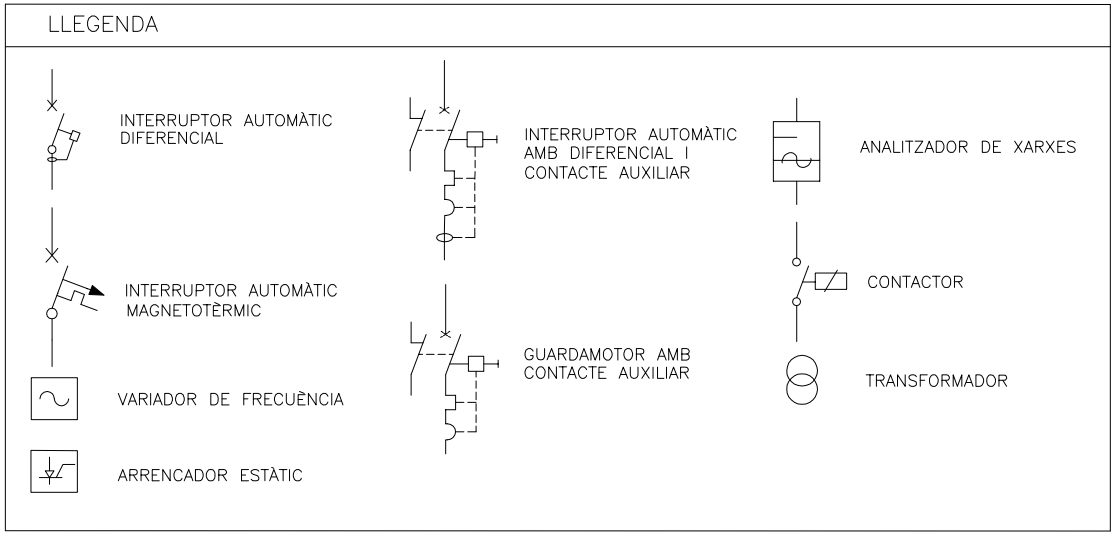 LLEGENDA
INTERRUPTOR AUTOMÀTIC
DIFERENCIAL
INTERRUPTOR AUTOMÀTIC
MAGNETOTÈRMIC
VARIADOR DE FRECUÈNCIA
ARRENCADOR ESTÀTIC
INTERRUPTOR AUTOMÀTIC
AMB DIFERENCIAL I
CONTACTE AUXILIAR
GUARDAMOTOR AMB
CONTACTE AUXILIAR
ANALITZADOR DE XARXES
CONTACTOR
TRANSFORMADOR